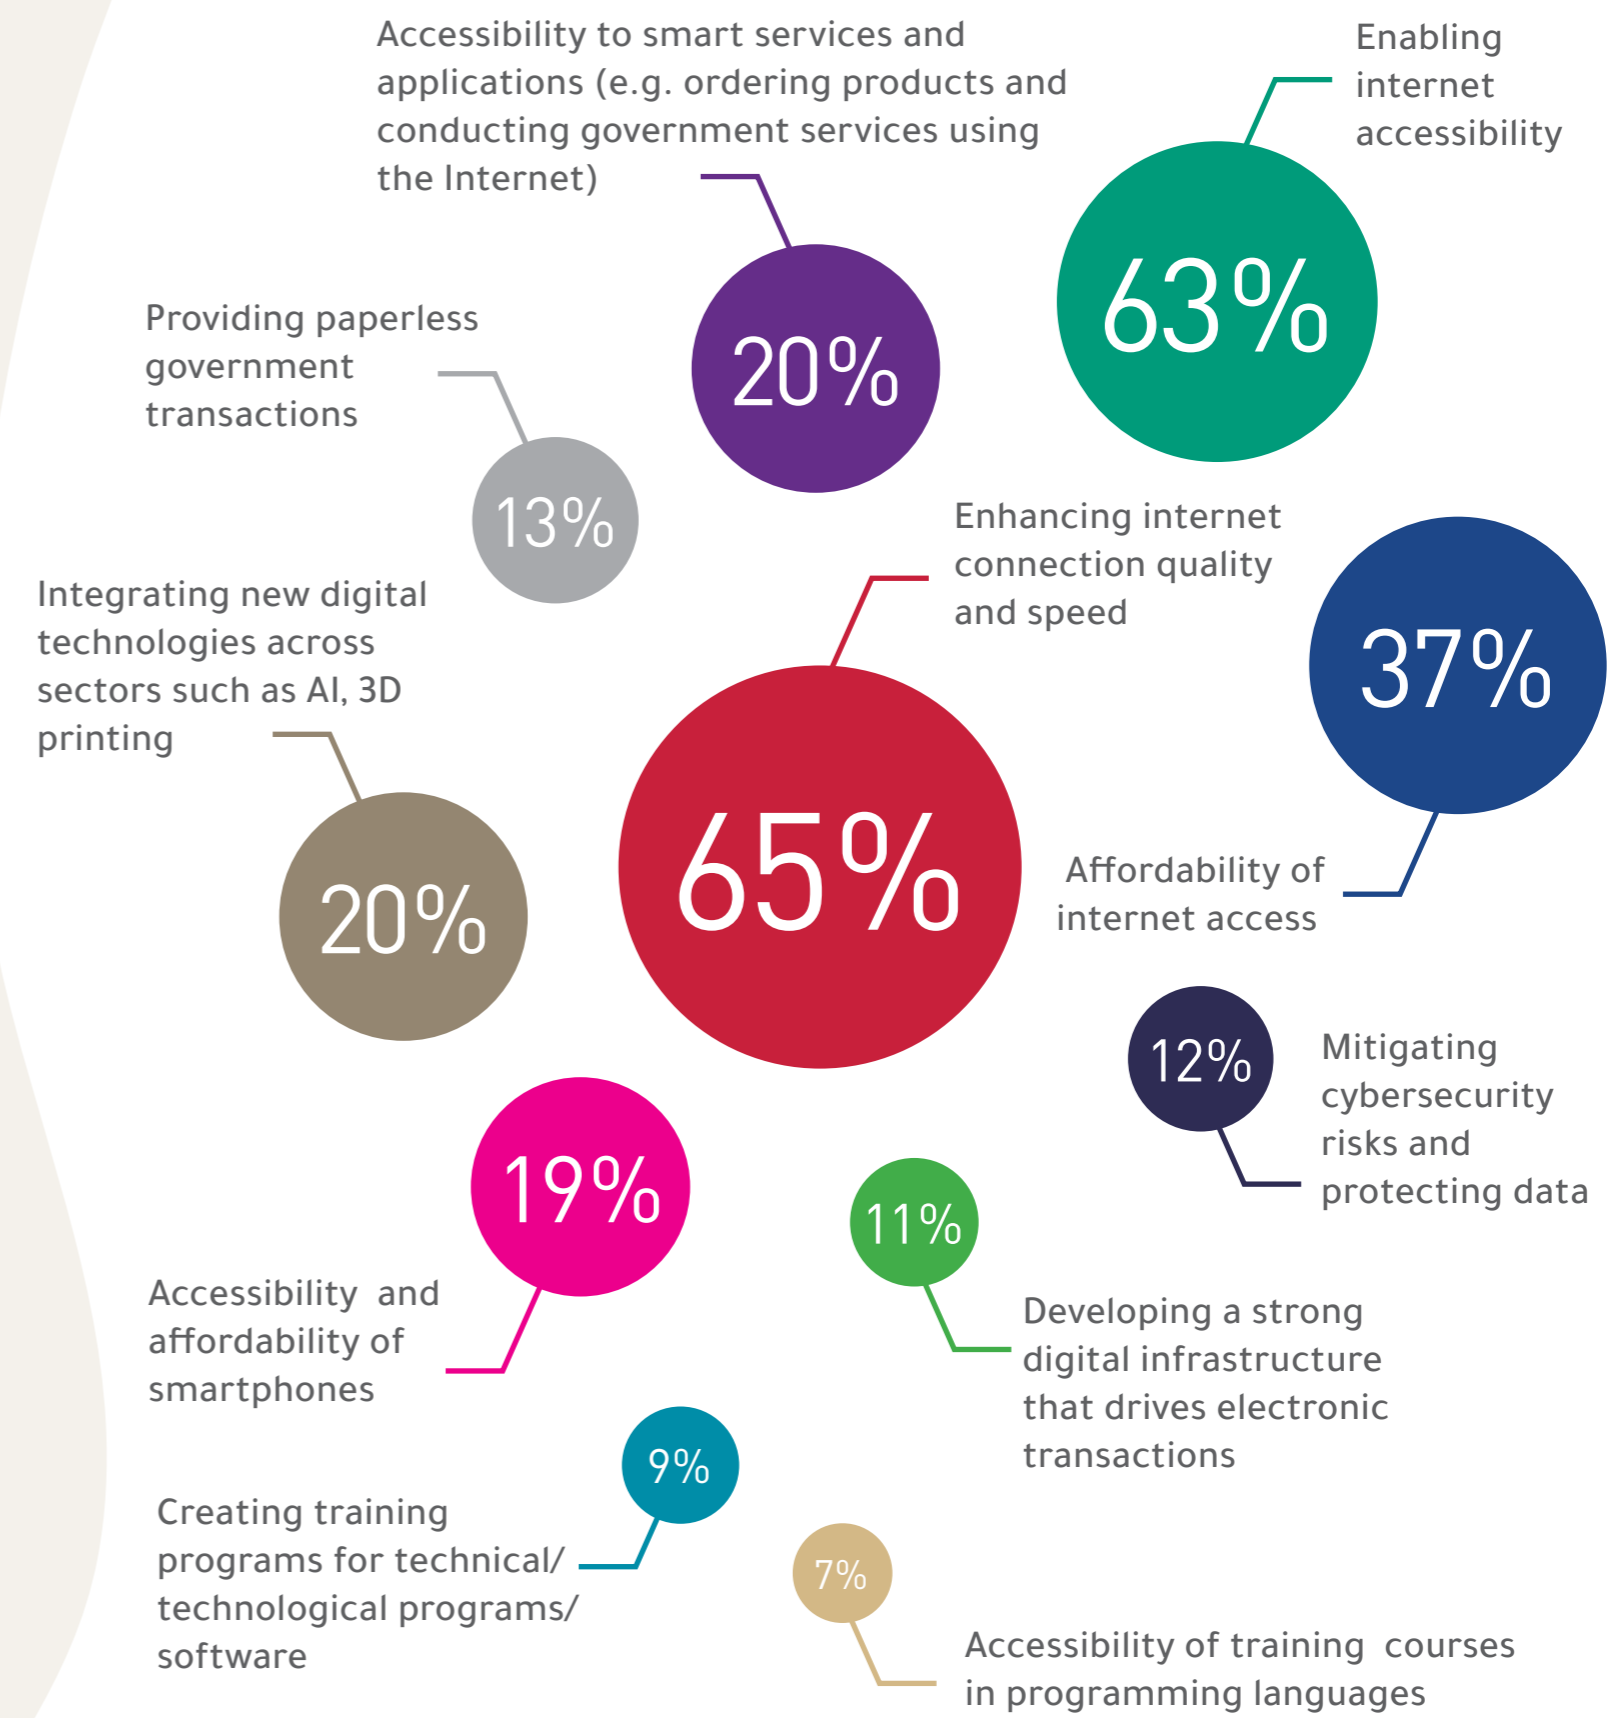 Accessibility to smart services and
applications (e.g. ordering products and
conducting government services using
the Internet)
20%
Enabling
internet
accessibility
63%
Providing paperless
government
transactions
13%
Enhancing internet
connection quality
and speed
65%
37%
Affordability of
internet access
Integrating new digital
technologies across
sectors such as AI, 3D
printing
20%
12%
Mitigating
cybersecurity
risks and
protecting data
19%
Accessibility and
affordability of
smartphones
11%
Developing a strong
digital infrastructure
that drives electronic
transactions
9%
Creating training
programs for technical/
technological programs/
software
7%
Accessibility of training courses
in programming languages